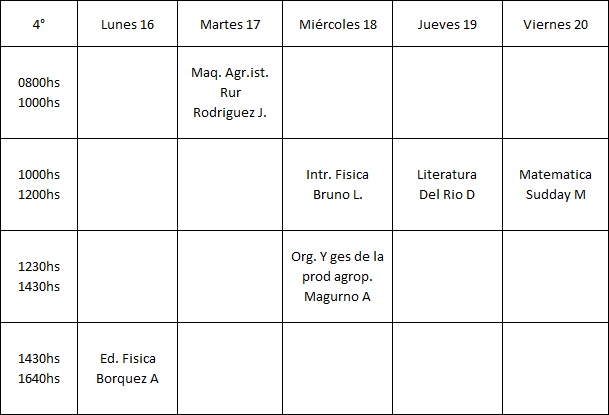 4°
Lunes 16
Martes 17
Miércoles 18
Jueves 19
Viernes 20
0800hs
1000hs
Maq. Agr.ist.
Rur
Rodriguez J.
1000hs
1200hs
Intr. Fisica
Bruno L.
Literatura
Del Rio D
Matematica
Sudday M
1230hs
1430hs
Org. Y ges de la
prod agrop.
Magurno A
1430hs
1640hs
Ed. Fisica
Borquez A